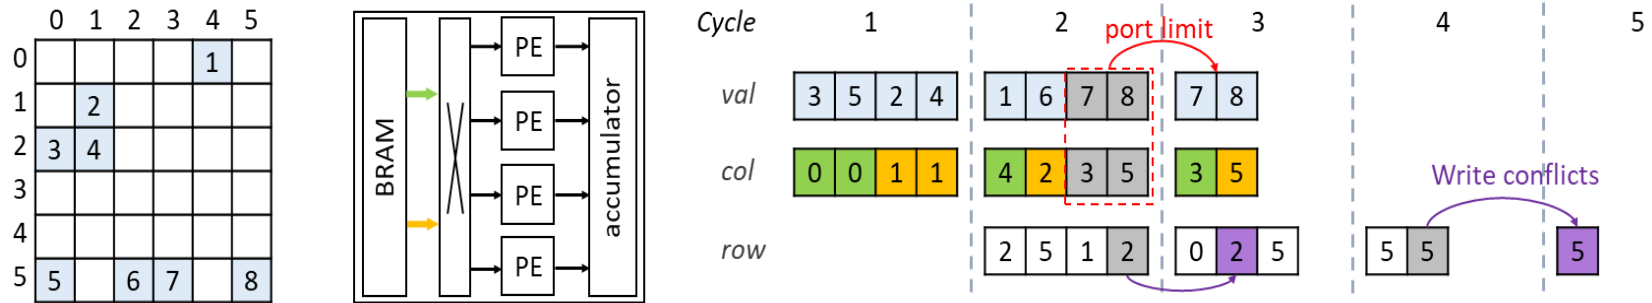 0 1 2 3 4 5
0 1
1 2
2 3 4
3
4
5 5 6 7 8
BRAM
PE
PE
PE
PE
accumulator
Cycle 1 2 3 4 5
port limit
val 3 5 2 4 1 6 7 8 7 8
col 0 0 1 1 4 2 3 5 3 5
Write conflicts
row 2 5 1 2 0 2 5 5 5 5